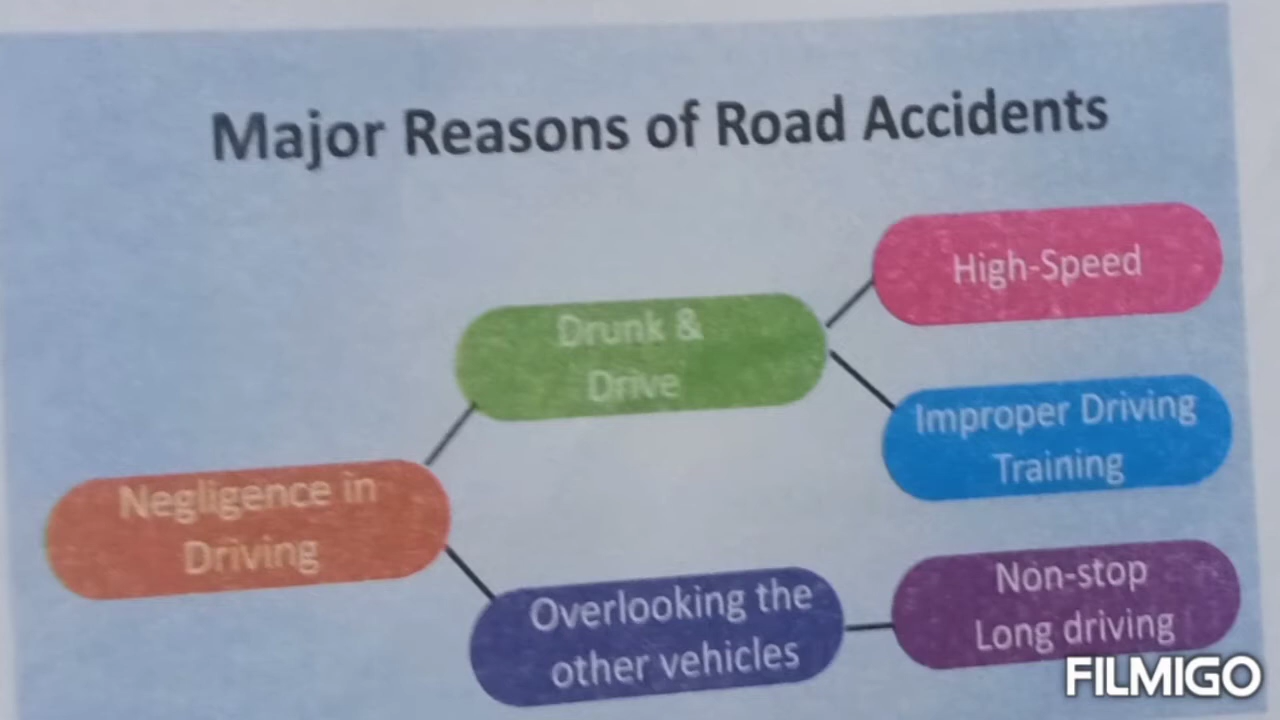 Major Reasons of Road Accidents
High-Speed
Drunk &
Drive
Improper Driving
Training
Negligence in
Driving
Overlooking the
other vehicles
Non-stop
Long driving
FILMIGO